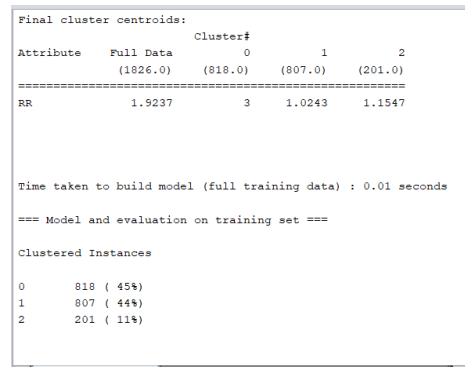 Final cluster centroids:
Cluster#
Attribute Full Data 0 1 2
(1826.0) (818.0) (807.0) (201.0)
=======================================================
RR 1.9237 3 1.0243 1.1547
Time taken to build model (full training data) : 0.01 seconds
=== Model and evaluation on training set ===
Clustered Instances
0 818 ( 45%)
1 807 ( 44%)
2 201 ( 11%)